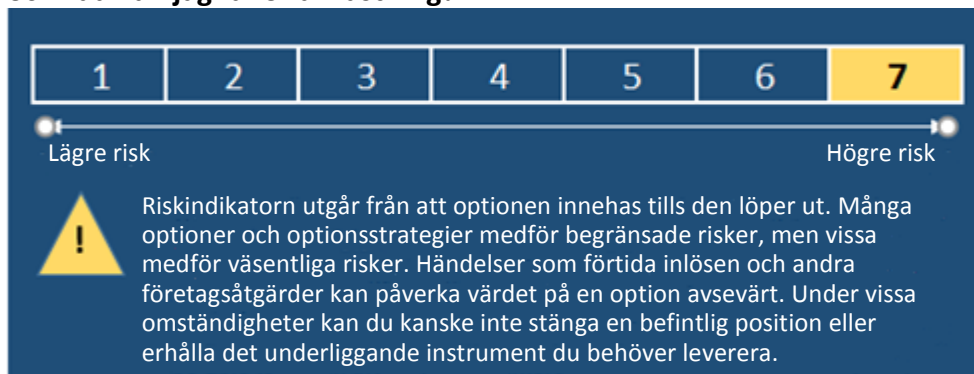 1 2 3 4 5 6 7
Lägre risk Högre risk
Riskindikatorn utgår från att optionen innehas tills den löper ut. Många
! optioner och optionsstrategier medför begränsade risker, men vissa
medför väsentliga risker. Händelser som förtida inlösen och andra
företagsåtgärder kan påverka värdet på en option avsevärt. Under vissa
omständigheter kan du kanske inte stänga en befintlig position eller
erhålla det underliggande instrument du behöver leverera.